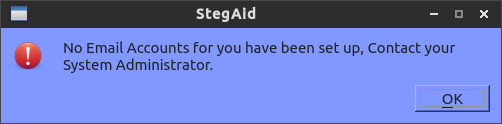 StegAid
No Email Accounts for you have been set up, Contact your
System Administrator.
OK